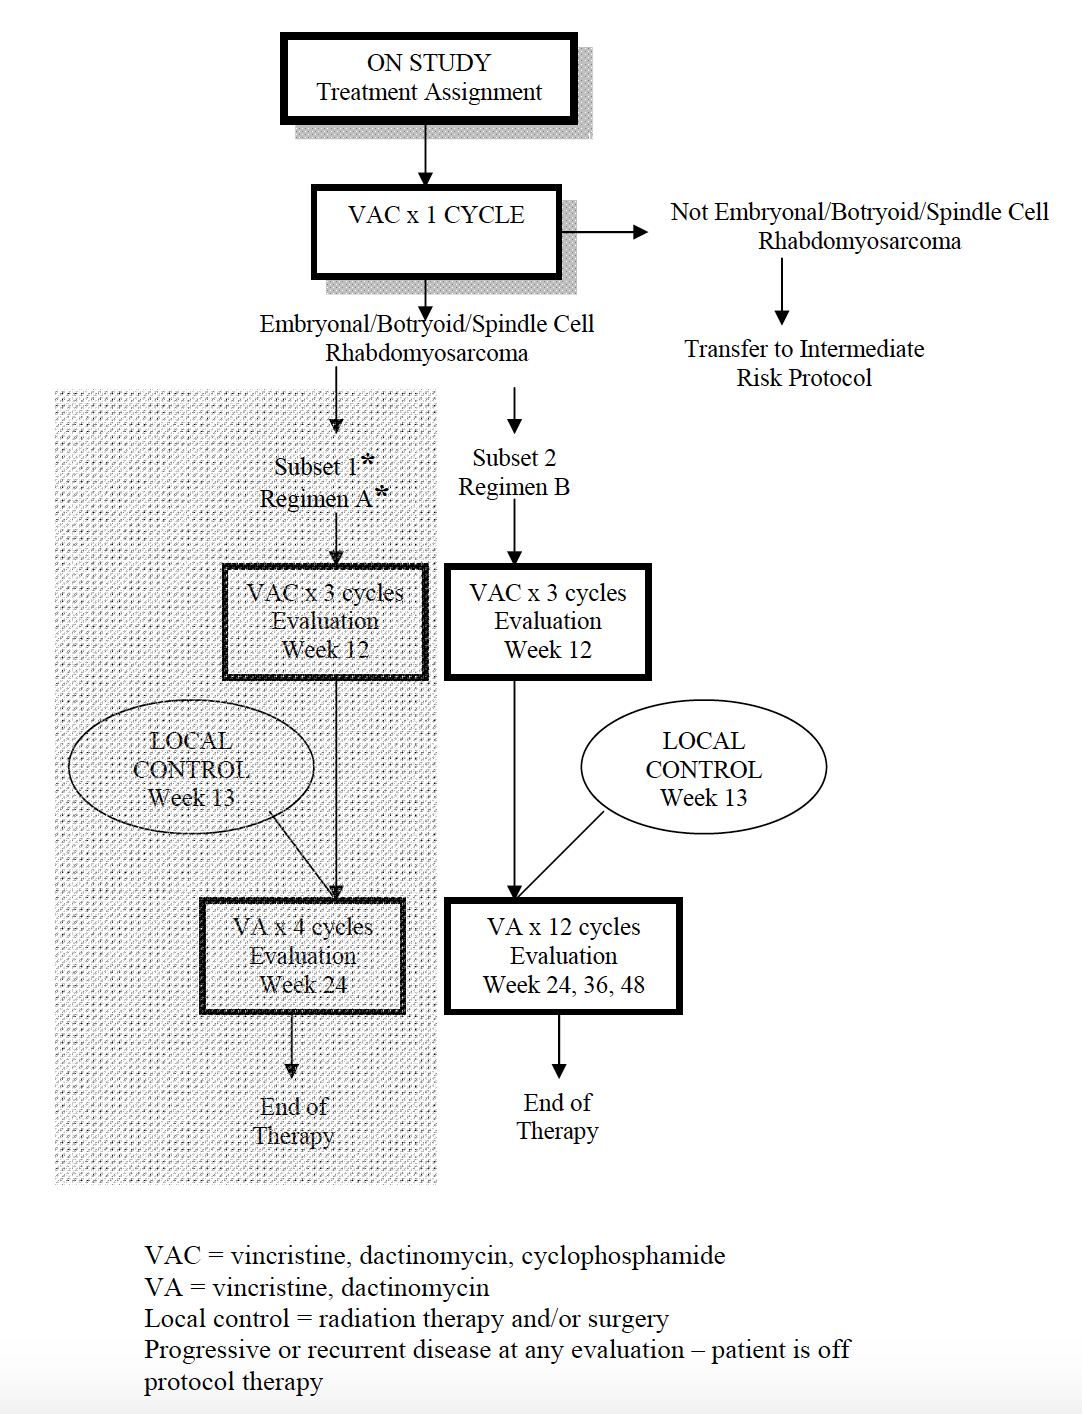 ON STUDY
Treatment Assignment
VAC x 1 CYCLE
Not Embryonal/Botryoid/Spindle Cell
Rhabdomyosarcoma
Transfer to Intermediate
Risk Protocol
Embryonal/Botryoid/Spindle Cell
Rhabdomyosarcoma
Subset 1*
Regimen A*
VAC x 3 cycles
Evaluation
Week 12
LOCAL
CONTROL
Week 13
VA x 4 cycles
Evaluation
Week 24
End of
Therapy
Subset 2
Regimen B
VAC x 3 cycles
Evaluation
Week 12
LOCAL
CONTROL
Week 13
VA x 12 cycles
Evaluation
Week 24, 36, 48
End of
Therapy
VAC = vincristine, dactinomycin, cyclophosphamide
VA = vincristine, dactinomycin
Local control = radiation therapy and/or surgery
Progressive or recurrent disease at any evaluation – patient is off
protocol therapy